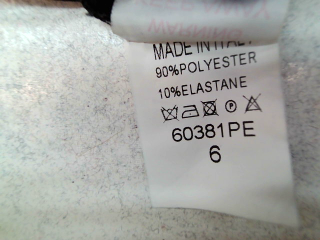 MADE IN ITALY
90%POLYESTER
10%ELASTANE
P
60381PE
6